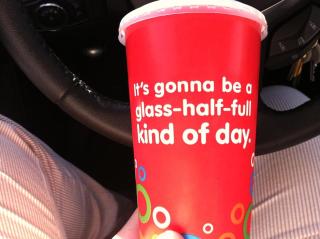 It's gonna be a
glass-half-full
kind of day.